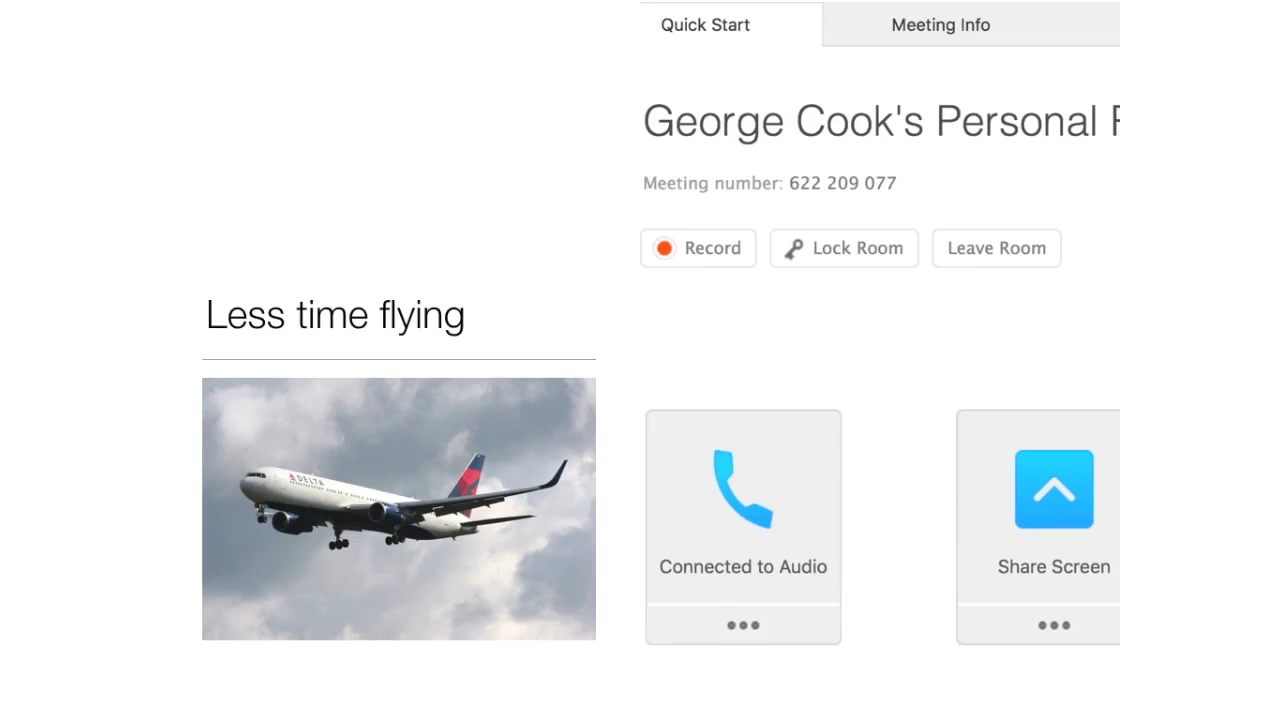 Quick Start
Meeting Info
George Cook's Personal
Meeting number: 622 209 077
Record
Lock Room
Leave Room
Less time flying
DELTA
Connected to Audio
Share Screen